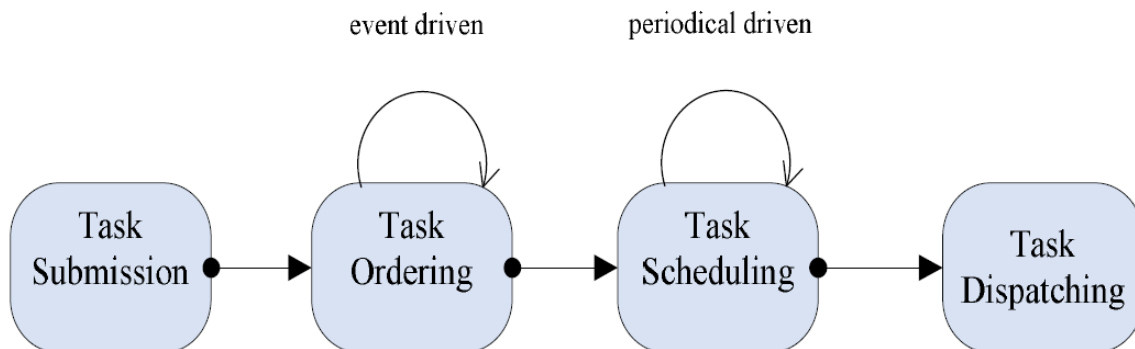 event driven
periodical driven
Task
Submission
Task
Ordering
Task
Scheduling
Task
Dispatching